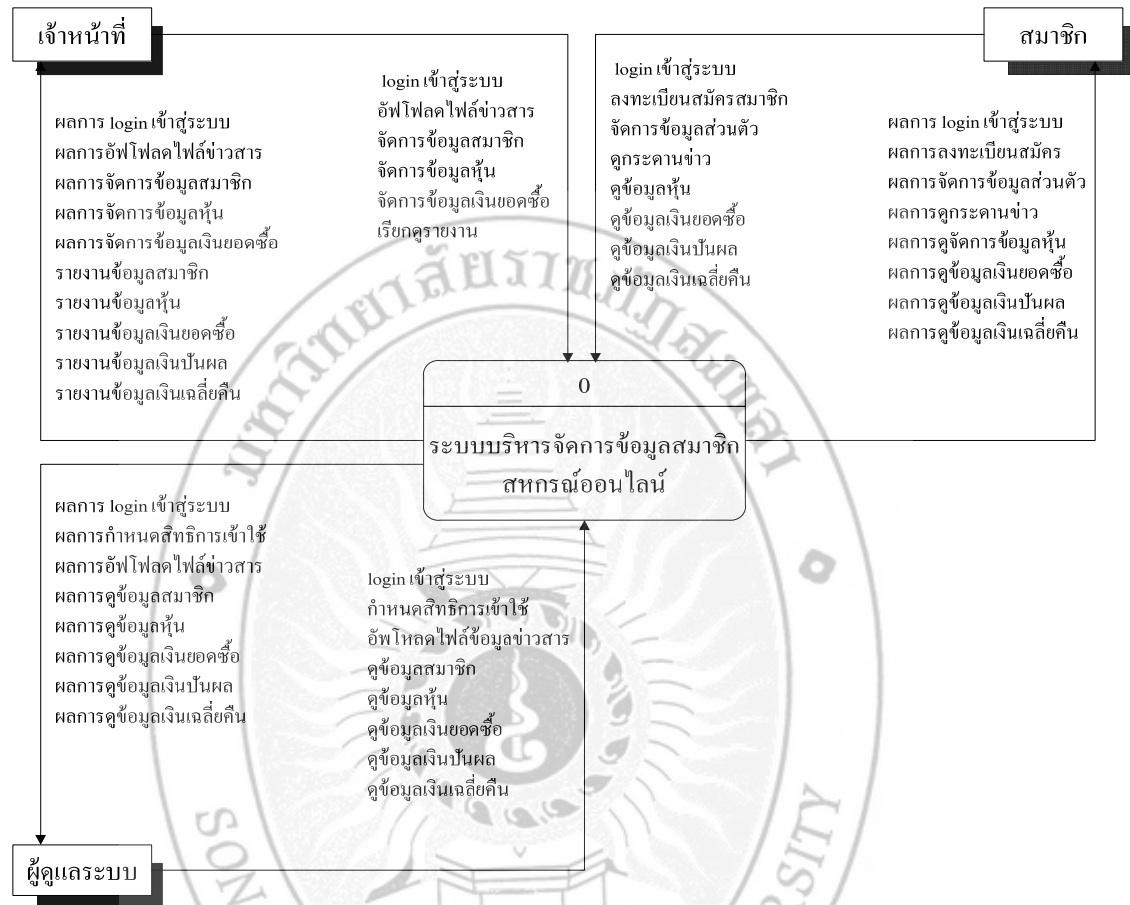 เจ้าหน้าที่
สมาชิก
ผลการ login เข้าสู่ระบบ
ผลการอัฟโฟลดไฟล์ข่าวสาร
ผลการจัดการข้อมูลสมาชิก
ผลการจัดการข้อมูลหุ้น
ผลการจัดการข้อมูลเงินยอดซื้อ
รายงานข้อมูลสมาชิก
รายงานข้อมูลหุ้น
รายงานข้อมูลเงินยอดซื้อ
รายงานข้อมูลเงินปันผล
รายงานข้อมูลเงินเฉลี่ยคืน
login เข้าสู่ระบบ
อัฟโฟลดไฟล์ข่าวสาร
จัดการข้อมูลสมาชิก
จัดการข้อมูลหุ้น
จัดการข้อมูลเงินยอดซื้อ
เรียกดูรายงาน
login เข้าสู่ระบบ
ลงทะเบียนสมัครสมาชิก
จัดการข้อมูลส่วนตัว
ดูกระดานข่าว
ดูข้อมูลหุ้น
ดูข้อมูลเงินยอดซื้อ
ดูข้อมูลเงินปันผล
ดูข้อมูลเงินเฉลี่ยคืน
ผลการ login เข้าสู่ระบบ
ผลการลงทะเบียนสมัคร
ผลการจัดการข้อมูลส่วนตัว
ผลการดูกระดานข่าว
ผลการดูจัดการข้อมูลหุ้น
ผลการดูข้อมูลเงินยอดซื้อ
ผลการดูข้อมูลเงินปันผล
ผลการดูข้อมูลเงินเฉลี่ยคืน
มหาวิทยาลัยราชภัฏสงขลา
0
ระบบบริหารจัดการข้อมูลสมาชิก
สหกรณ์ออนไลน์
ผลการ login เข้าสู่ระบบ
ผลการกำหนดสิทธิการเข้าใช้
ผลการอัฟโฟลดไฟล์ข่าวสาร
ผลการดูข้อมูลสมาชิก
ผลการดูข้อมูลหุ้น
ผลการดูข้อมูลเงินยอดซื้อ
ผลการดูข้อมูลเงินปันผล
ผลการดูข้อมูลเงินเฉลี่ยคืน
login เข้าสู่ระบบ
กำหนดสิทธิการเข้าใช้
อัพโหลดไฟล์ข้อมูลข่าวสาร
ดูข้อมูลสมาชิก
ดูข้อมูลหุ้น
ดูข้อมูลเงินยอดซื้อ
ดูข้อมูลเงินปันผล
ดูข้อมูลเงินเฉลี่ยคืน
ผู้ดูแลระบบ